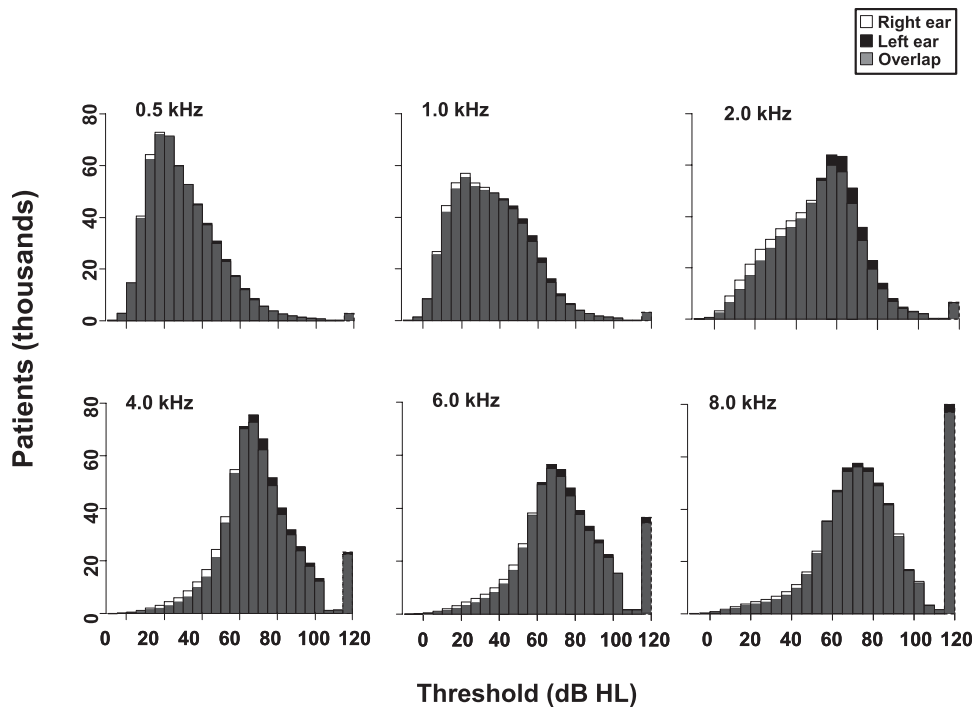 Right ear
Left ear
Overlap
0.5 kHz
1.0 kHz
2.0 kHz
80
60
40
20
0
4.0 kHz
6.0 kHz
8.0 kHz
80
60
40
20
0
0 20 40 60 80 100 120
0 20 40 60 80 100 120
0 20 40 60 80 100 120
Patients (thousands)
Threshold (dB HL)